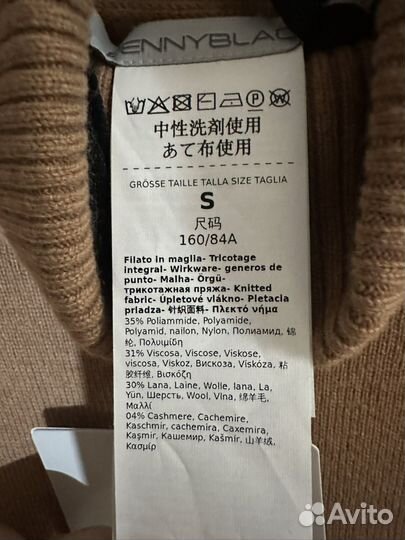 ENNYBLAC
中性洗剤使用
あて布使用
GRÖSSE TAILLE TALLA SIZE TAGLIA
S
尺码
160/84A
Filato in maglia- Tricotage
integral- Wirkware- generos de
punto- Malha- Örgü-
трикотажная пряжа- Knitted
fabric- Úpletové vlákno- Pletacia
priadza- 针织面料- Πλεκτό νήμα
35% Poliammide, Polyamide,
Polyamid, nailon, Nylon, Полиамид, 锦
纶, Πολυιμίδη
31% Viscosa, Viscose, Viskose,
viscosa, Viskoz, Вискоза, Viskóza, 粘
胶纤维, Βισκόζη
30% Lana, Laine, Wolle, lana, La,
Yün, Шерсть, Wool, Vlna, 绵羊毛,
Μαλλί
04% Cashmere, Cachemire,
Kaschmir, cachemira, Caxemira,
Kaşmir, Кашемир, Kašmír, 山羊绒,
Κασμίρ
Avito